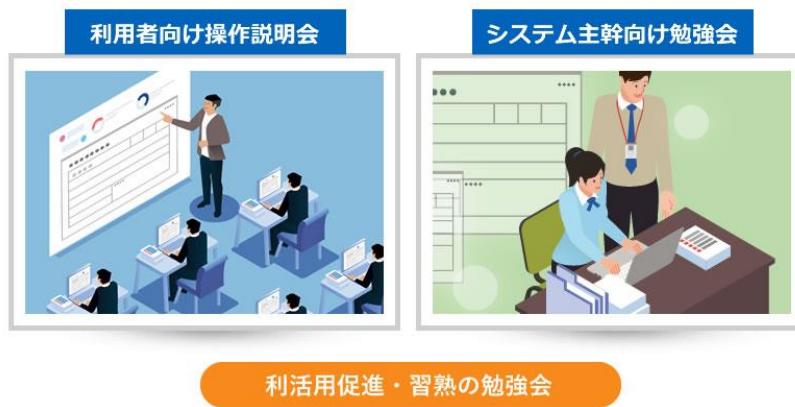 利用者向け操作説明会
システム主幹向け勉強会
利活用促進・習熟の勉強会